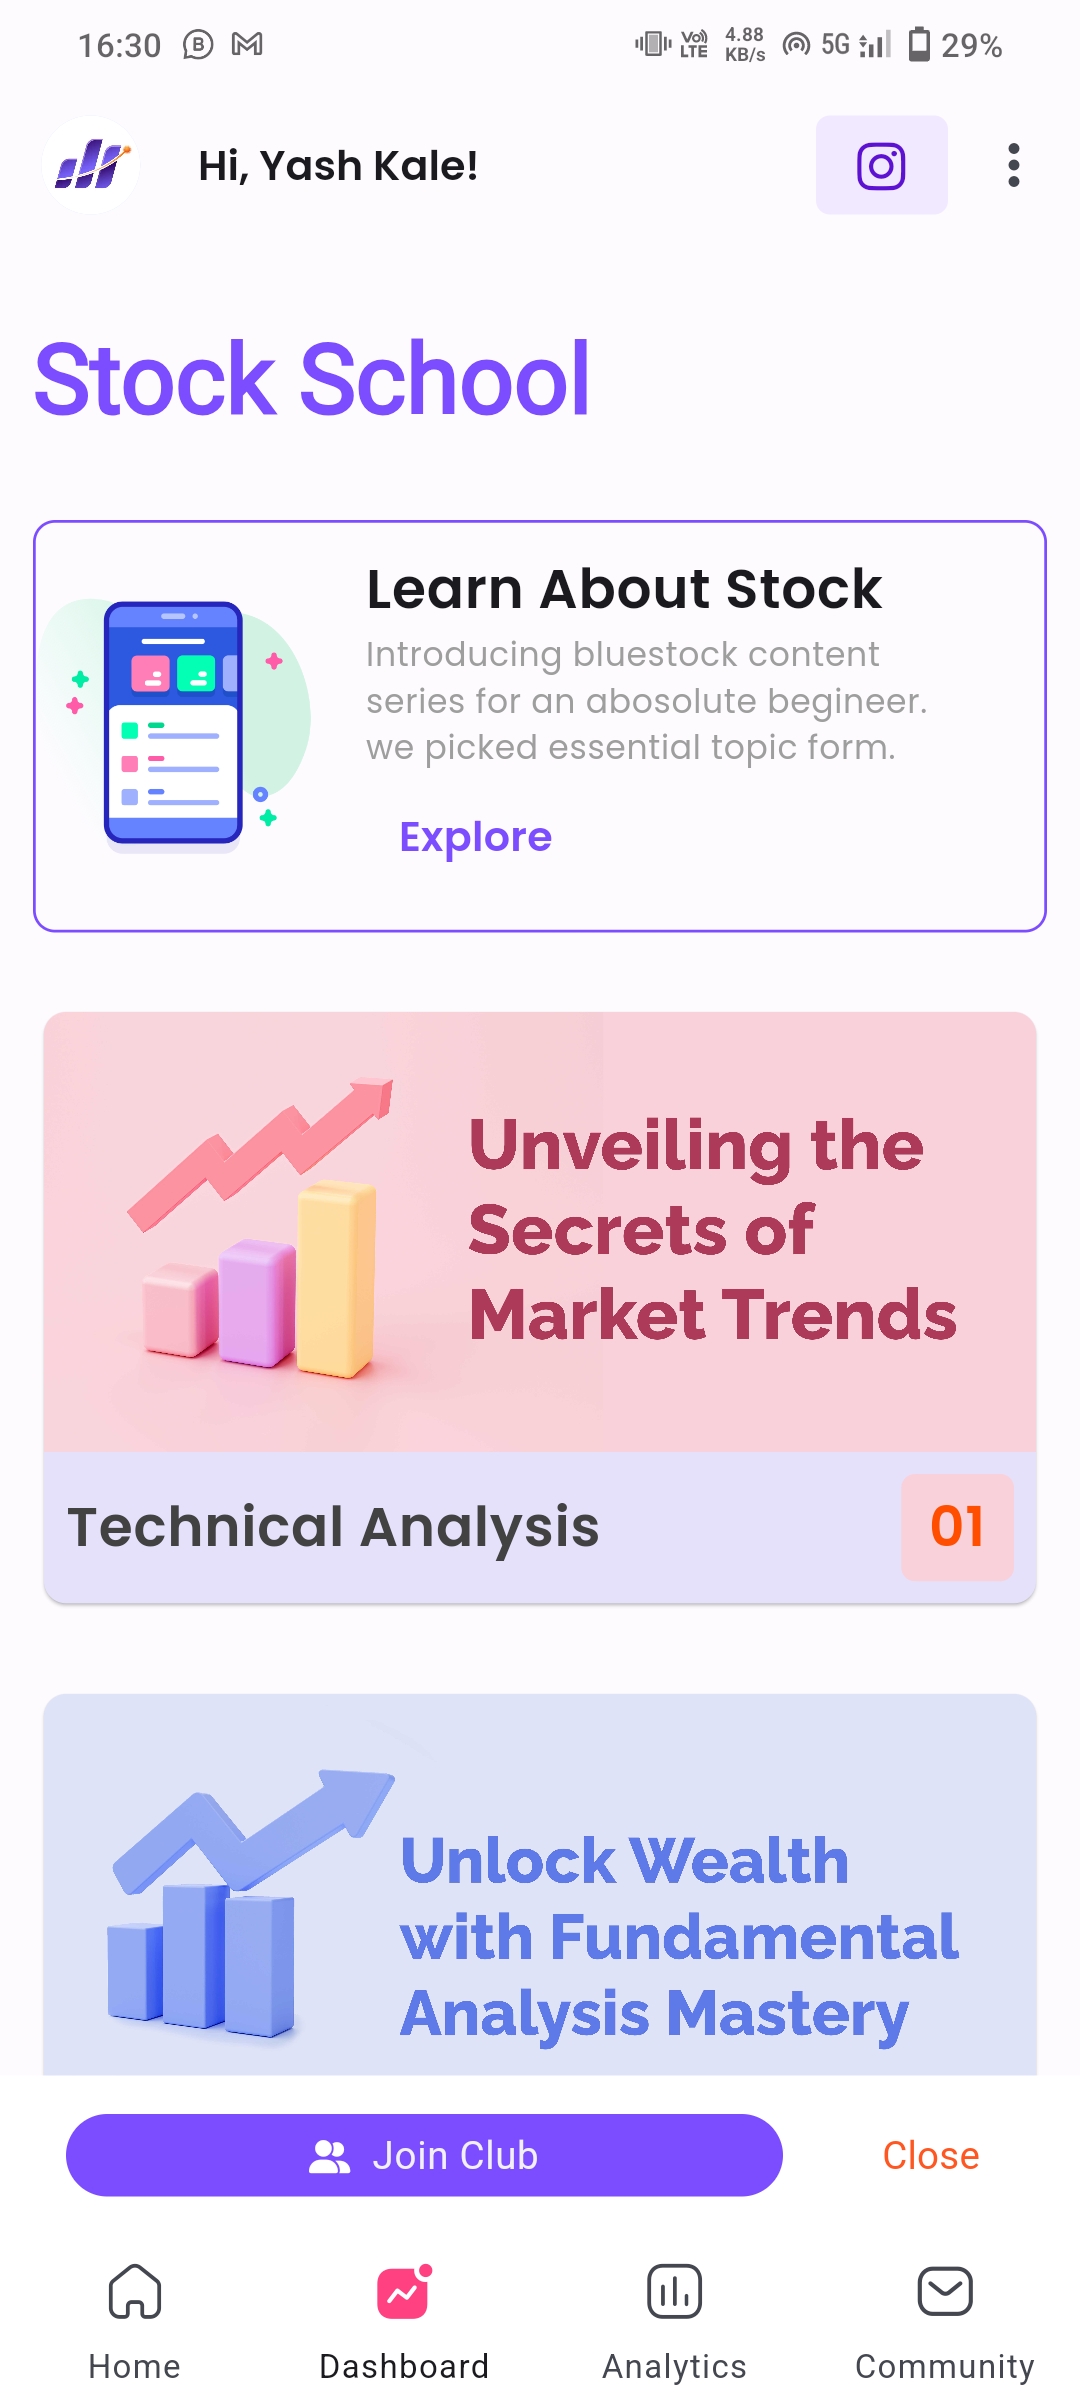 16:30
B
Vo) LTE
4.88 KB/s
5G
29%
Hi, Yash Kale!
Stock School
Learn About Stock
Introducing bluestock content
series for an abosolute begineer.
we picked essential topic form.
Explore
Unveiling the
Secrets of
Market Trends
Technical Analysis
01
Unlock Wealth
with Fundamental
Analysis Mastery
Join Club
Close
Home
Dashboard
Analytics
Community